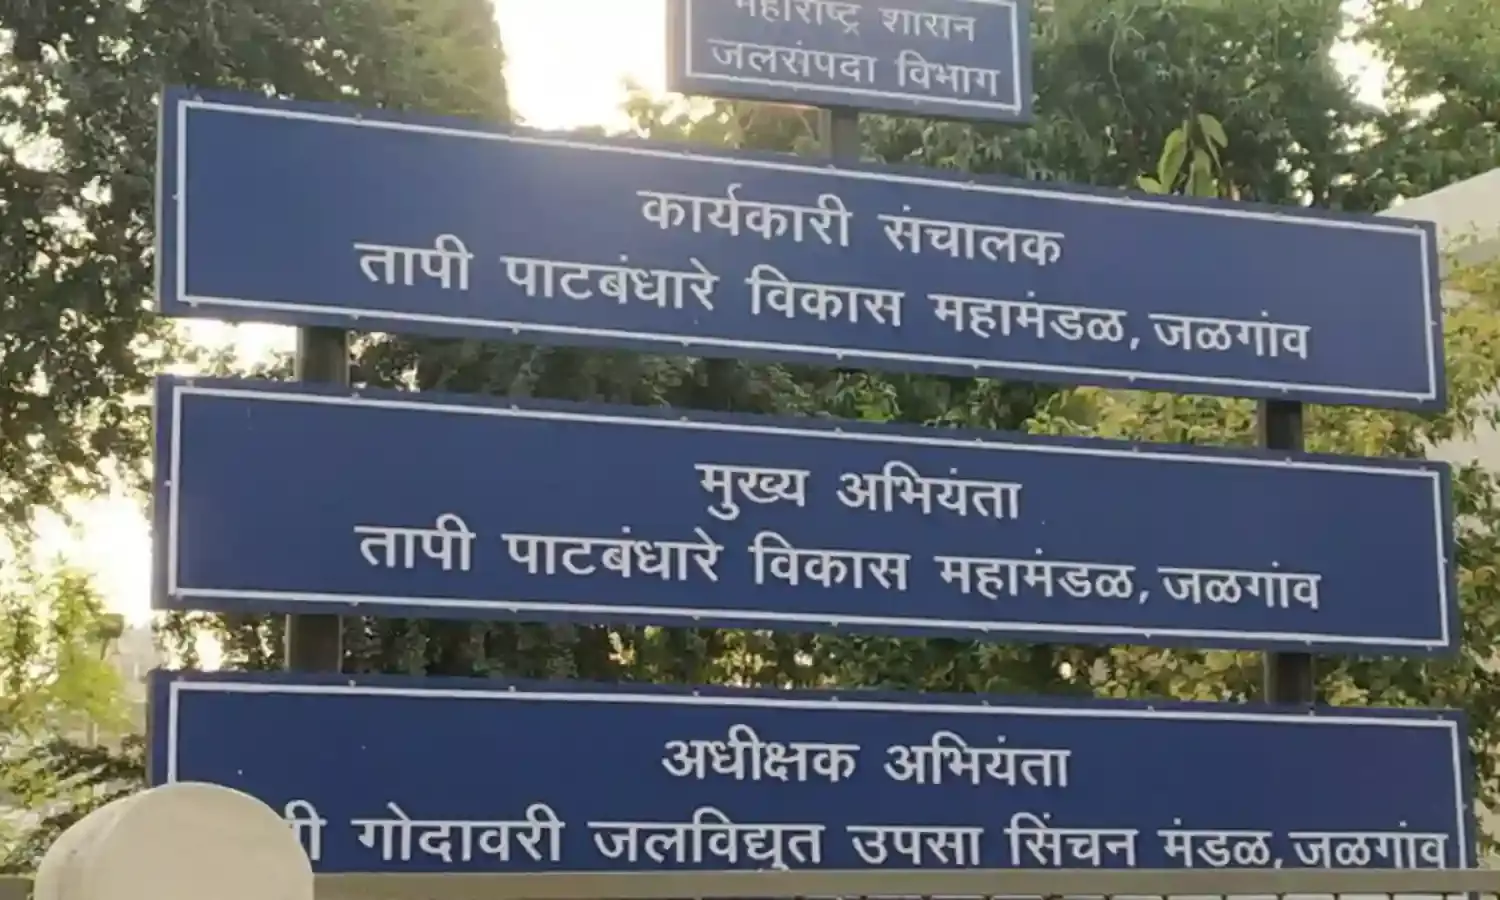 महाराष्ट्र शासन
जलसंपदा विभाग
कार्यकारी संचालक
तापी पाटबंधारे विकास महामंडळ, जळगांव
मुख्य अभियंता
तापी पाटबंधारे विकास महामंडळ, जळगांव
अधीक्षक अभियंता
गोदावरी जलविद्युत उपसा सिंचन मंडळ, जळगांव